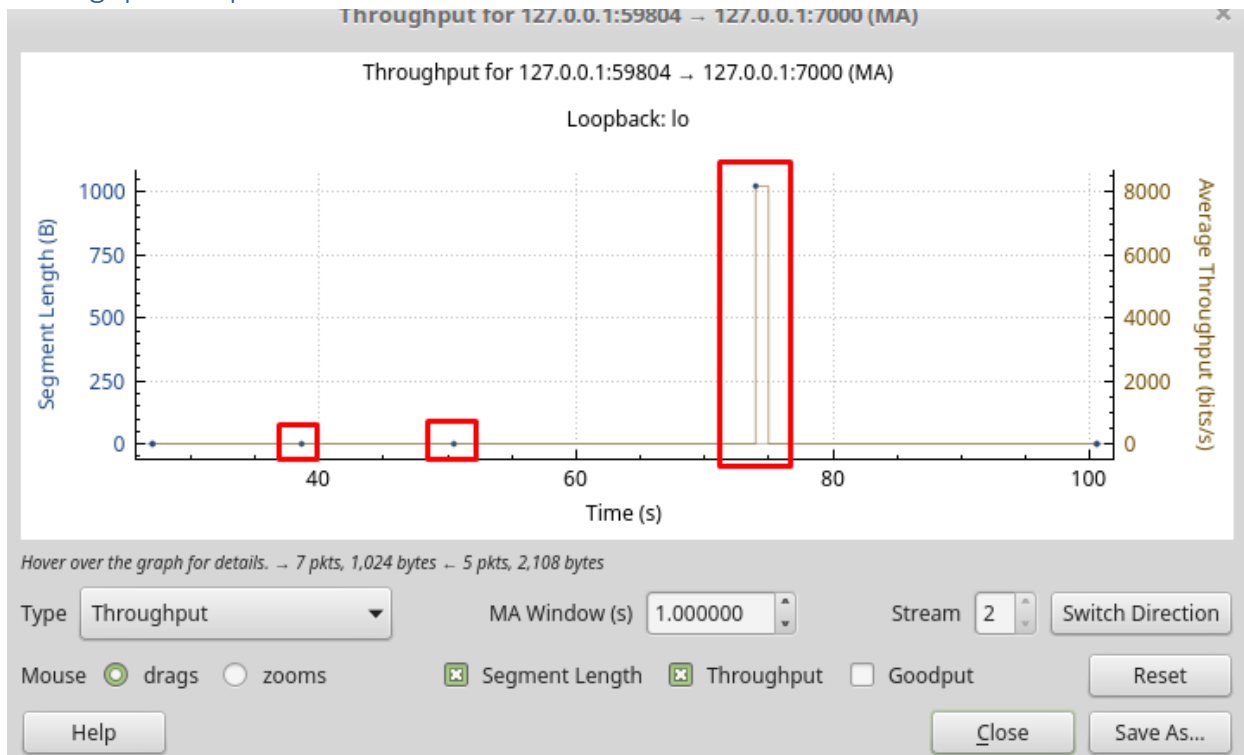 Throughput for 127.0.0.1:59804 → 127.0.0.1:7000 (MA)
Throughput for 127.0.0.1:59804 → 127.0.0.1:7000 (MA)
Loopback: lo
Segment Length (B)
1000
750
500
250
0
8000
6000
4000
2000
0
Average Throughput (bits/s)
40 60 80 100
Time (s)
Hover over the graph for details. → 7 pkts, 1,024 bytes ← 5 pkts, 2,108 bytes
Type Throughput MA Window (s) 1.000000 Stream 2 Switch Direction
Mouse drags zooms Segment Length Throughput Goodput Reset
Help Close Save As...